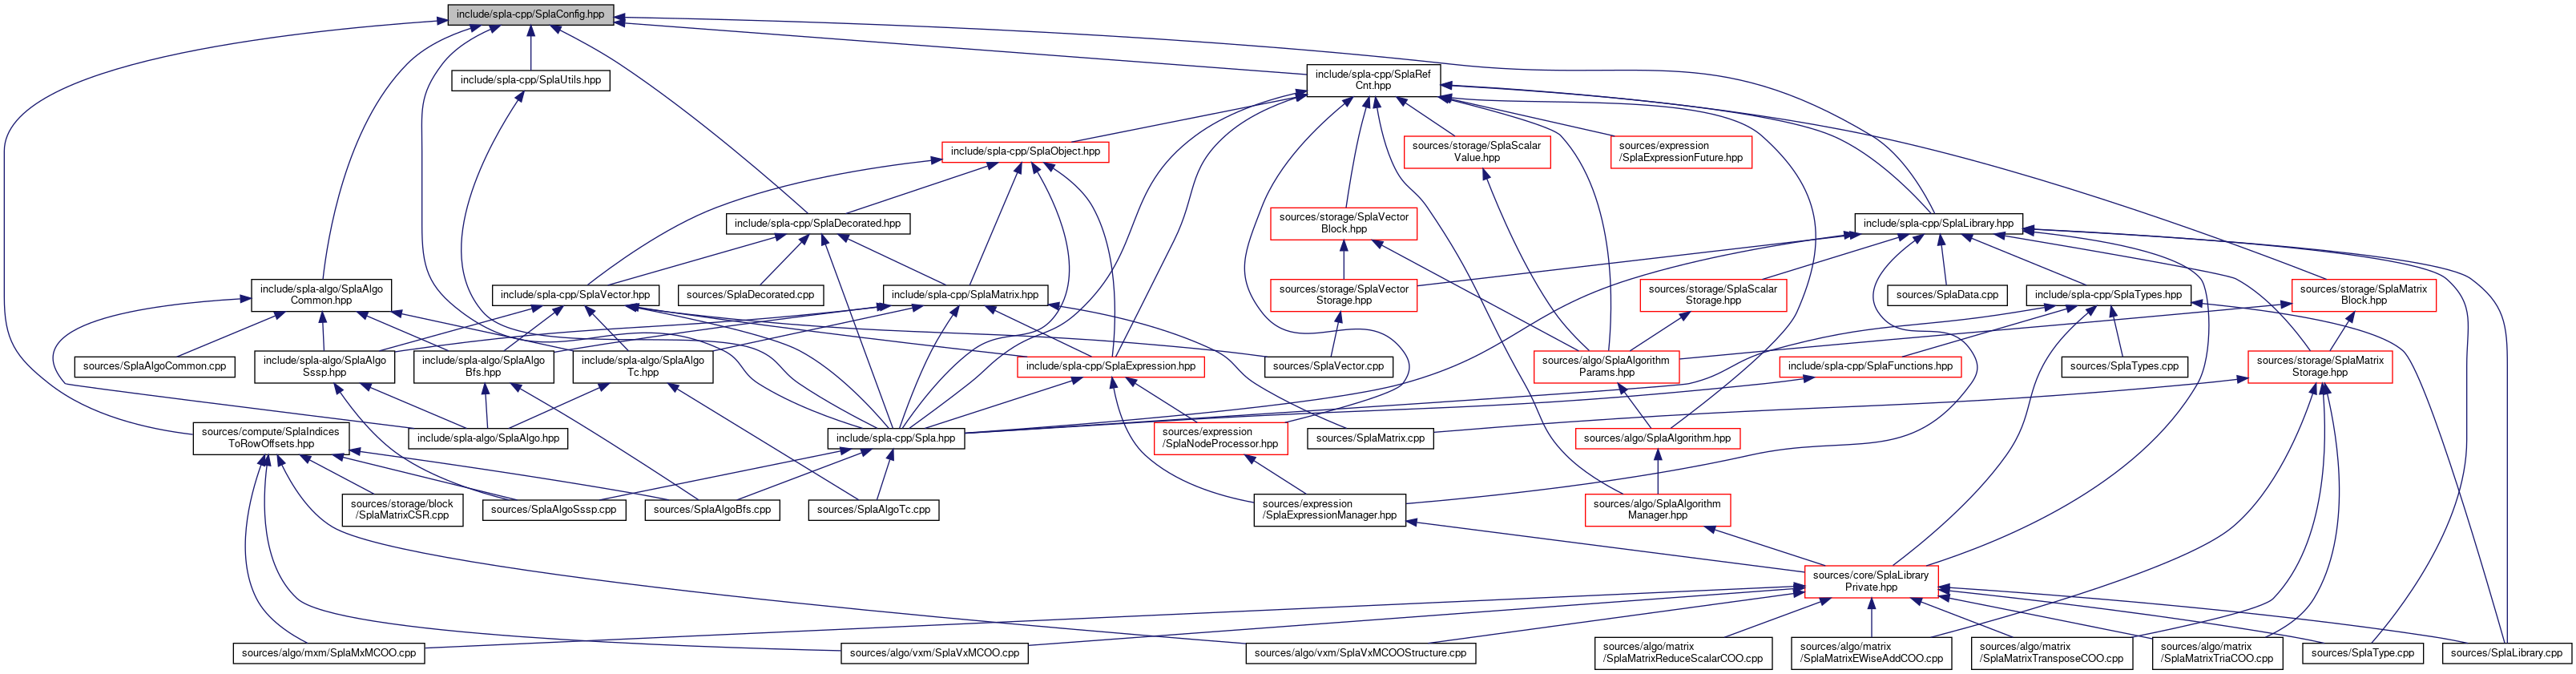 include/spla-cpp/SplaConfig.hpp
include/spla-cpp/SplaUtils.hpp
include/spla-cpp/SplaRef
Cnt.hpp
include/spla-cpp/SplaObject.hpp
sources/storage/SplaScalar
Value.hpp
sources/expression
/SplaExpressionFuture.hpp
include/spla-cpp/SplaDecorated.hpp
sources/storage/SplaVector
Block.hpp
include/spla-cpp/SplaLibrary.hpp
include/spla-algo/SplaAlgo
Common.hpp
include/spla-cpp/SplaVector.hpp
sources/SplaDecorated.cpp
include/spla-cpp/SplaMatrix.hpp
sources/storage/SplaVector
Storage.hpp
sources/storage/SplaScalar
Storage.hpp
sources/SplaData.cpp
include/spla-cpp/SplaTypes.hpp
sources/storage/SplaMatrix
Block.hpp
sources/SplaAlgoCommon.cpp
include/spla-algo/SplaAlgo
Sssp.hpp
include/spla-algo/SplaAlgo
Bfs.hpp
include/spla-algo/SplaAlgo
Tc.hpp
include/spla-cpp/SplaExpression.hpp
sources/SplaVector.cpp
sources/algo/SplaAlgorithm
Params.hpp
include/spla-cpp/SplaFunctions.hpp
sources/SplaTypes.cpp
sources/storage/SplaMatrix
Storage.hpp
sources/compute/SplaIndices
ToRowOffsets.hpp
include/spla-algo/SplaAlgo.hpp
include/spla-cpp/Spla.hpp
sources/expression
/SplaNodeProcessor.hpp
sources/SplaMatrix.cpp
sources/algo/SplaAlgorithm.hpp
sources/storage/block
/SplaMatrixCSR.cpp
sources/SplaAlgoSssp.cpp
sources/SplaAlgoBfs.cpp
sources/SplaAlgoTc.cpp
sources/expression
/SplaExpressionManager.hpp
sources/algo/SplaAlgorithm
Manager.hpp
sources/core/SplaLibrary
Private.hpp
sources/algo/mxm/SplaMxMCOO.cpp
sources/algo/vxm/SplaVxMCOO.cpp
sources/algo/vxm/SplaVxMCOOStructure.cpp
sources/algo/matrix
/SplaMatrixReduceScalarCOO.cpp
sources/algo/matrix
/SplaMatrixEWiseAddCOO.cpp
sources/algo/matrix
/SplaMatrixTransposeCOO.cpp
sources/algo/matrix
/SplaMatrixTriaCOO.cpp
sources/SplaType.cpp
sources/SplaLibrary.cpp